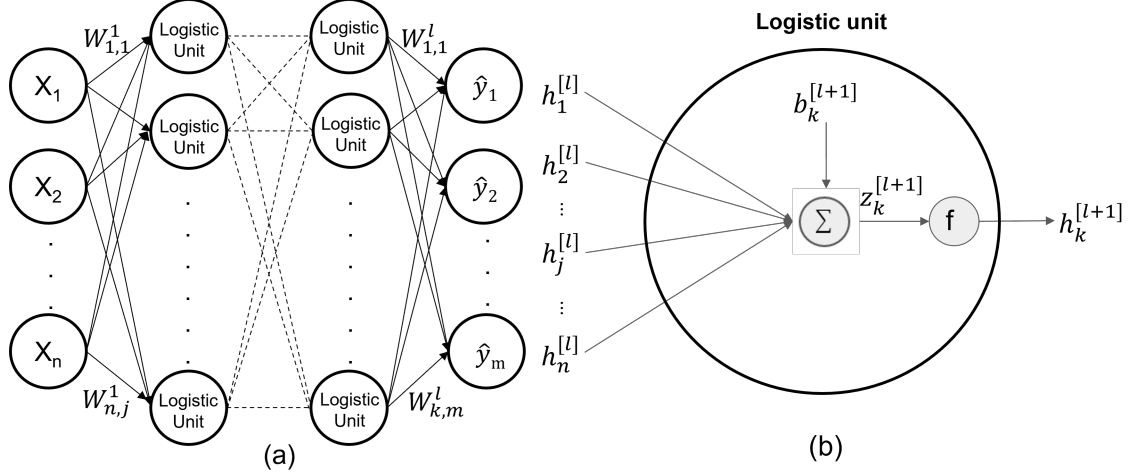 Logistic unit
Logistic
Unit
Logistic
Unit
W^1_{1,1}
W^l_{1,1}
X_1
ŷ_1
Logistic
Unit
Logistic
Unit
X_2
ŷ_2
X_n
ŷ_m
W^1_{n,j}
Logistic
Unit
Logistic
Unit
W^l_{k,m}
(a)
h_1^{[l]}
h_2^{[l]}
⋮
h_j^{[l]}
⋮
h_n^{[l]}
b_k^{[l+1]}
Σ
z_k^{[l+1]}
f
h_k^{[l+1]}
(b)